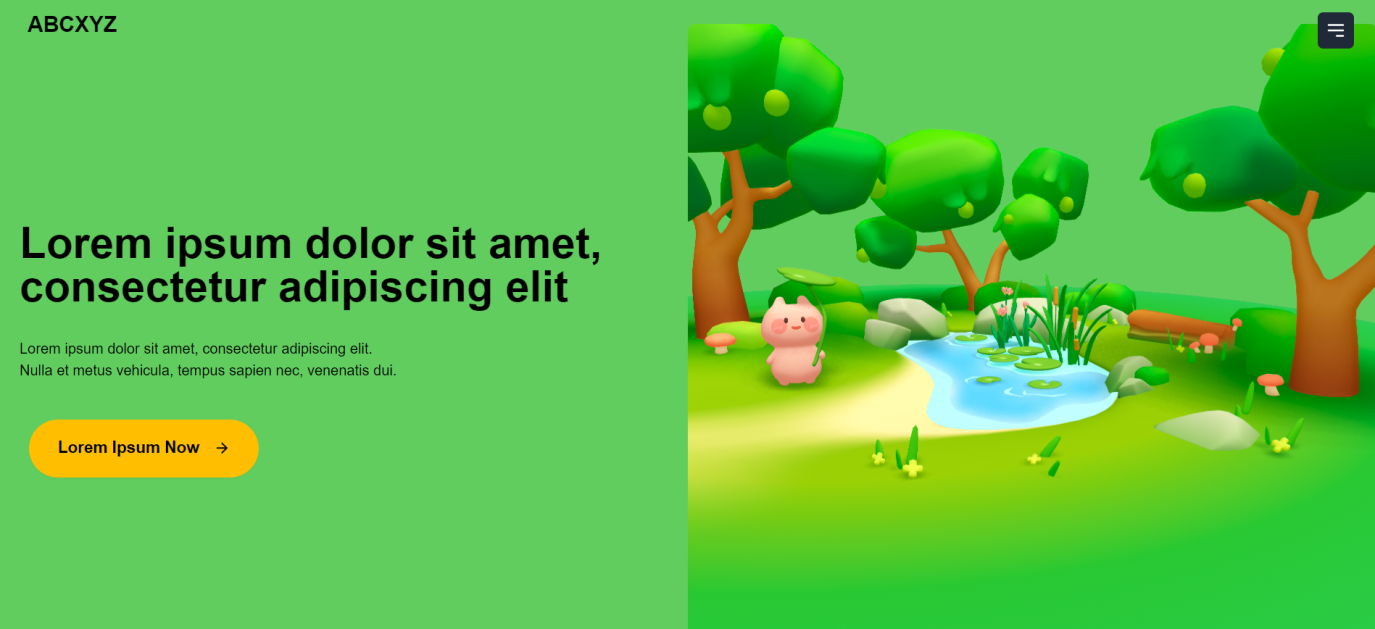 ABCXYZ
Lorem ipsum dolor sit amet,
consectetur adipiscing elit
Lorem ipsum dolor sit amet, consectetur adipiscing elit.
Nulla et metus vehicula, tempus sapien nec, venenatis dui.
Lorem Ipsum Now